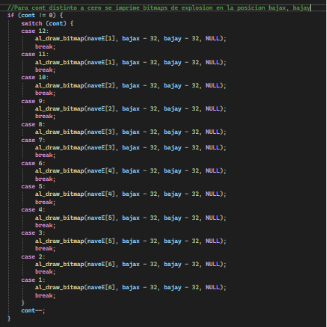 //Para cont distinto a cero se imprime bitmaps de explosion en la posicion bajax, bajay
if (cont != 0) {
switch (cont) {
case 12:
al_draw_bitmap(naveE[1], bajax - 32, bajay - 32, NULL);
break;
case 11:
al_draw_bitmap(naveE[1], bajax - 32, bajay - 32, NULL);
break;
case 10:
al_draw_bitmap(naveE[2], bajax - 32, bajay - 32, NULL);
break;
case 9:
al_draw_bitmap(naveE[2], bajax - 32, bajay - 32, NULL);
break;
case 8:
al_draw_bitmap(naveE[3], bajax - 32, bajay - 32, NULL);
break;
case 7:
al_draw_bitmap(naveE[3], bajax - 32, bajay - 32, NULL);
break;
case 6:
al_draw_bitmap(naveE[4], bajax - 32, bajay - 32, NULL);
break;
case 5:
al_draw_bitmap(naveE[4], bajax - 32, bajay - 32, NULL);
break;
case 4:
al_draw_bitmap(naveE[5], bajax - 32, bajay - 32, NULL);
break;
case 3:
al_draw_bitmap(naveE[5], bajax - 32, bajay - 32, NULL);
break;
case 2:
al_draw_bitmap(naveE[6], bajax - 32, bajay - 32, NULL);
break;
case 1:
al_draw_bitmap(naveE[6], bajax - 32, bajay - 32, NULL);
break;
}
cont--;
}